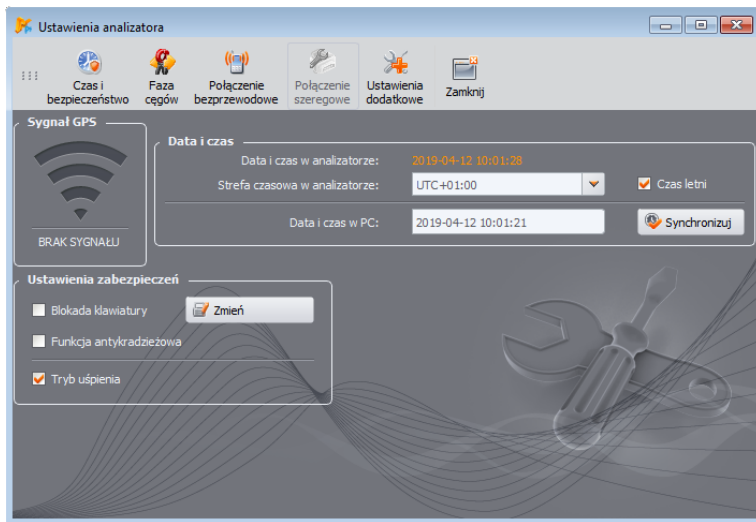 Ustawienia analizatora
Czas i
bezpieczeństwo
Faza
cęgów
Połączenie
bezprzewodowe
Połączenie
szeregowe
Ustawienia
dodatkowe
Zamknij
Sygnał GPS
BRAK SYGNAŁU
Data i czas
Data i czas w analizatorze: 2019-04-12 10:01:28
Strefa czasowa w analizatorze: UTC+01:00 Czas letni
Data i czas w PC: 2019-04-12 10:01:21 Synchronizuj
Ustawienia zabezpieczeń
Blokada klawiatury Zmień
Funkcja antykradzieżowa
Tryb uśpienia